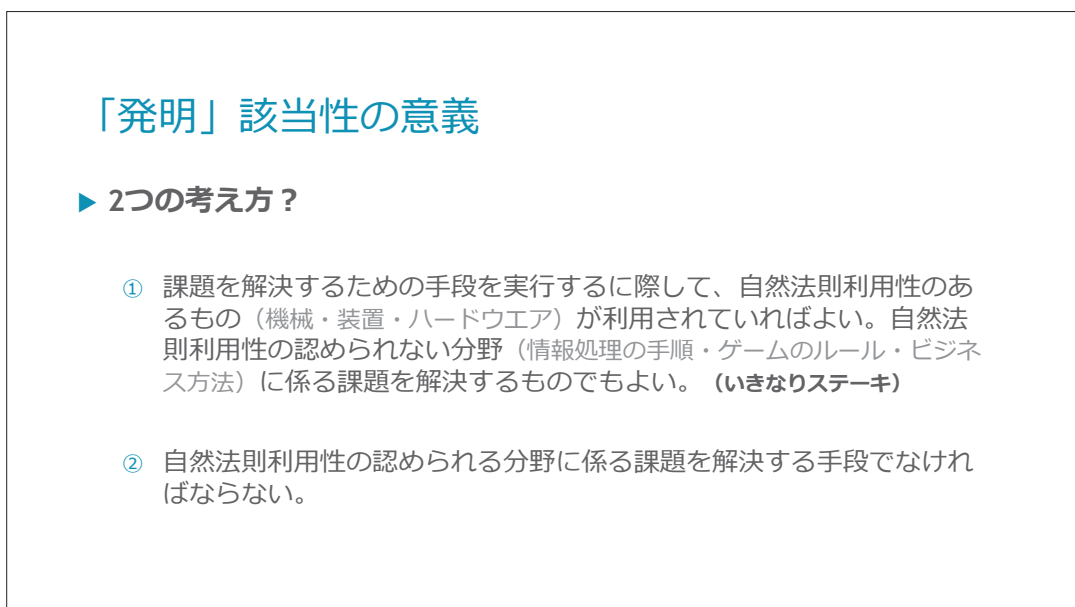 「発明」該当性の意義
▶ 2つの考え方？
① 課題を解決するための手段を実行するに際して、自然法則利用性のあ
るもの（機械・装置・ハードウエア）が利用されていればよい。自然法
則利用性の認められない分野（情報処理の手順・ゲームのルール・ビジネ
ス方法）に係る課題を解決するものでもよい。（いきなりステーキ）
② 自然法則利用性の認められる分野に係る課題を解決する手段でなけれ
ばならない。